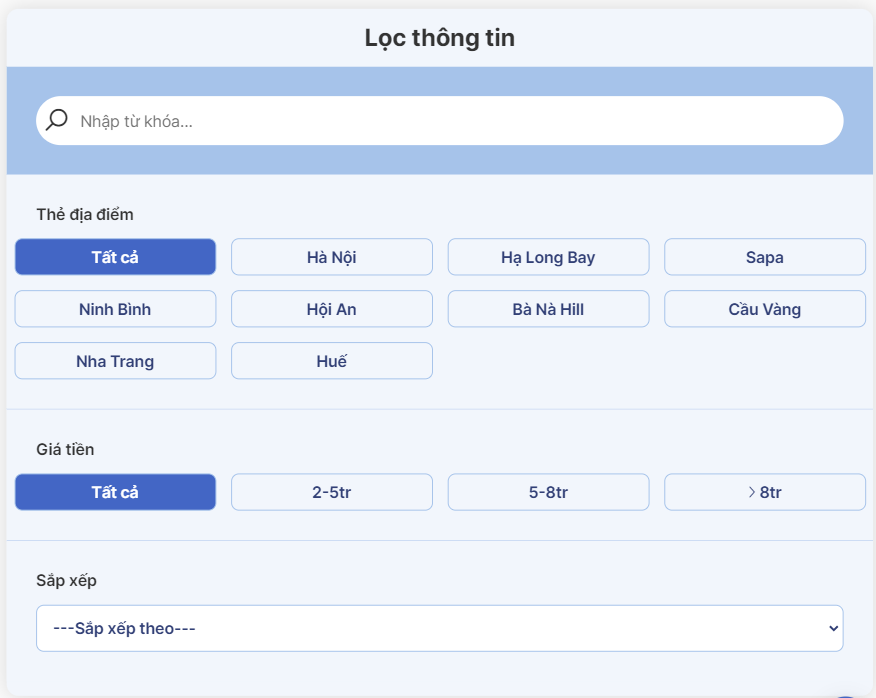 Lọc thông tin
Nhập từ khóa...
Thẻ địa điểm
Tất cả
Hà Nội
Hạ Long Bay
Sapa
Ninh Bình
Hội An
Bà Nà Hill
Cầu Vàng
Nha Trang
Huế
Giá tiền
Tất cả
2-5tr
5-8tr
> 8tr
Sắp xếp
---Sắp xếp theo---